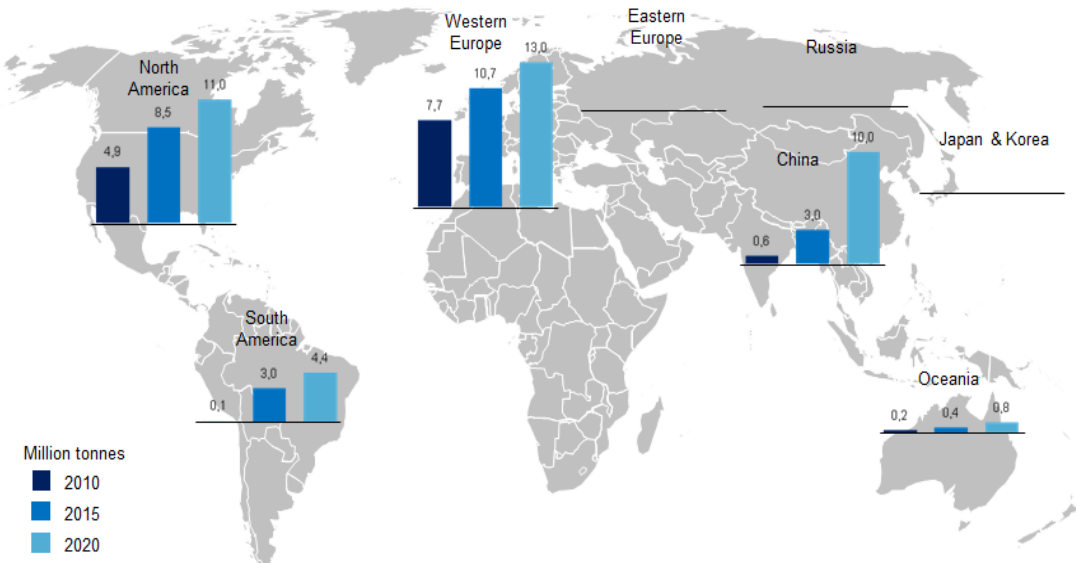 Western
Europe
7,7
10,7
13,0
Eastern
Europe
Russia
North
America
4,9
8,5
11,0
Japan & Korea
China
0,6
3,0
10,0
South
America
0,1
3,0
4,4
Oceania
0,2
0,4
0,8
Million tonnes
2010
2015
2020